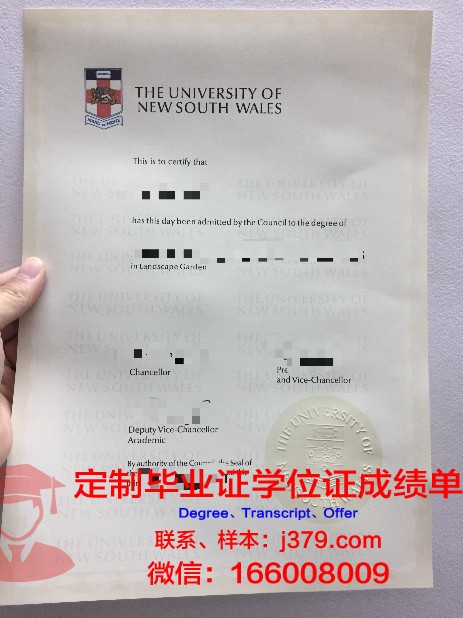 THE UNIVERSITY OF
NEW SOUTH WALES
This is to certify that
has this day been admitted by the Council to the degree of
in Landscape Garden
Chancellor
and Vice-Chancellor
Deputy Vice-Chancellor
Academic
By authority of the Council, the Seal of
THE UNIVERSITY OF
定制毕业证学位证成绩单
Degree、Transcript、Offer
联系、样本：j379.com
微信：166008009